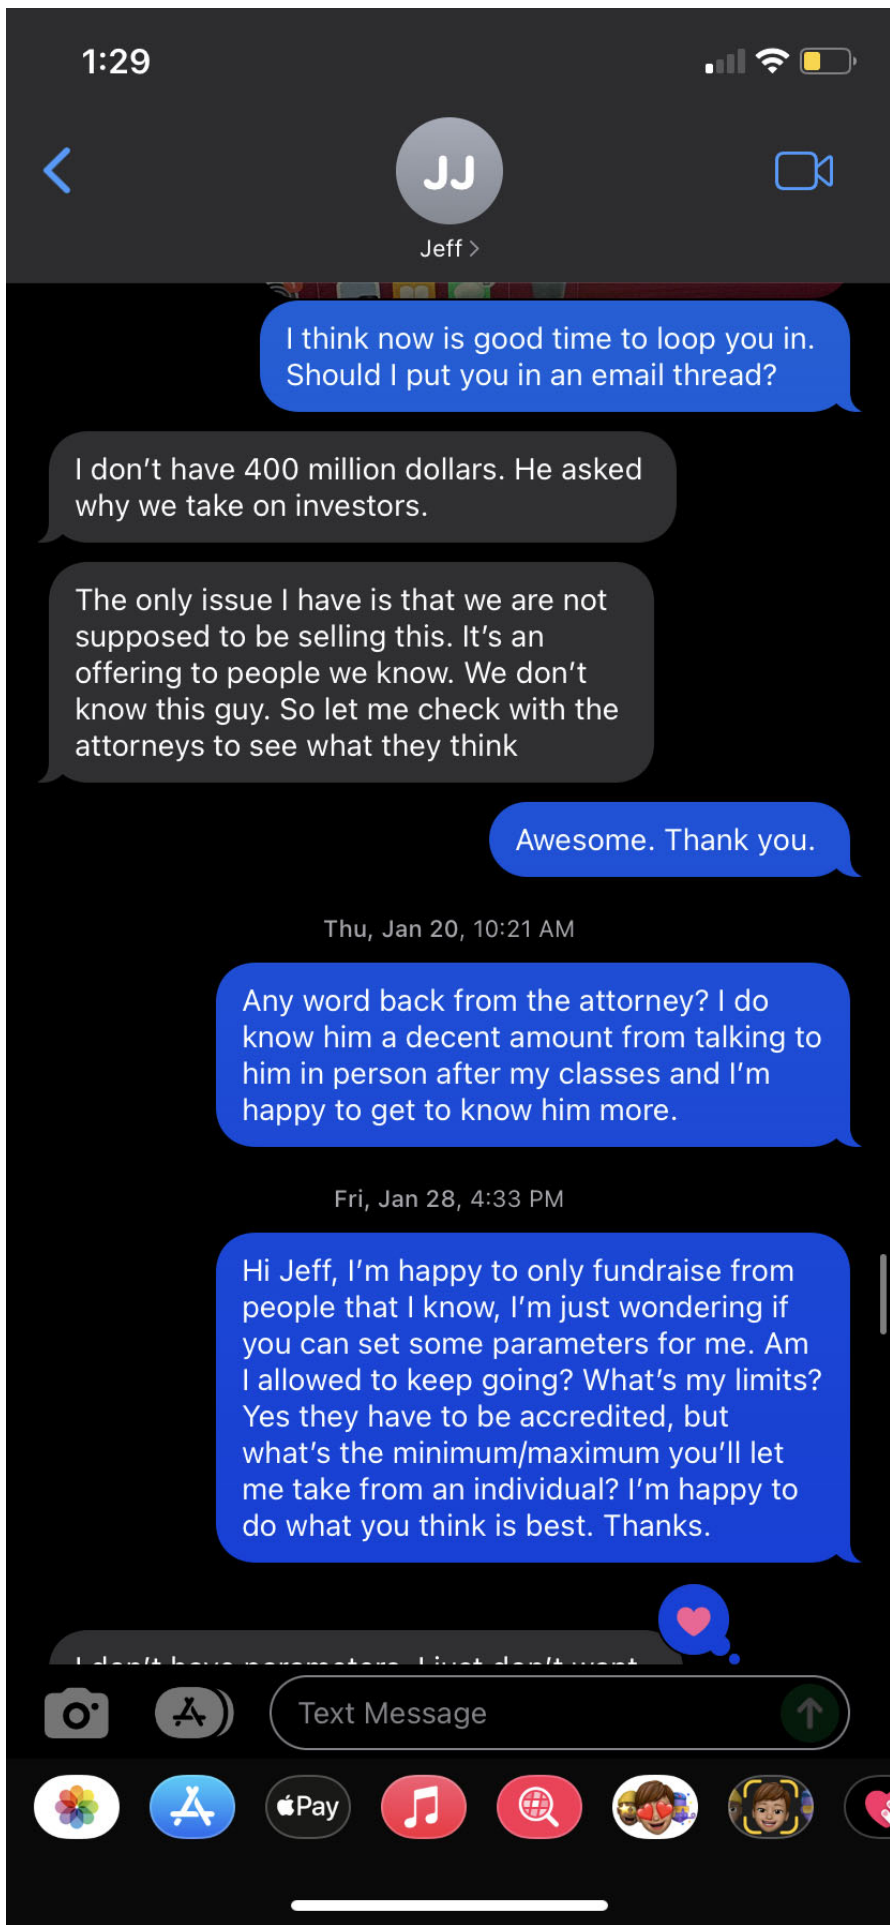 1:29
JJ
Jeff
I think now is good time to loop you in.
Should I put you in an email thread?
I don’t have 400 million dollars. He asked
why we take on investors.
The only issue I have is that we are not
supposed to be selling this. It’s an
offering to people we know. We don’t
know this guy. So let me check with the
attorneys to see what they think
Awesome. Thank you.
Thu, Jan 20, 10:21 AM
Any word back from the attorney? I do
know him a decent amount from talking to
him in person after my classes and I’m
happy to get to know him more.
Fri, Jan 28, 4:33 PM
Hi Jeff, I’m happy to only fundraise from
people that I know, I’m just wondering if
you can set some parameters for me. Am
I allowed to keep going? What’s my limits?
Yes they have to be accredited, but
what’s the minimum/maximum you’ll let
me take from an individual? I’m happy to
do what you think is best. Thanks.
I don’t have parameters. I just don’t want
Text Message
Pay